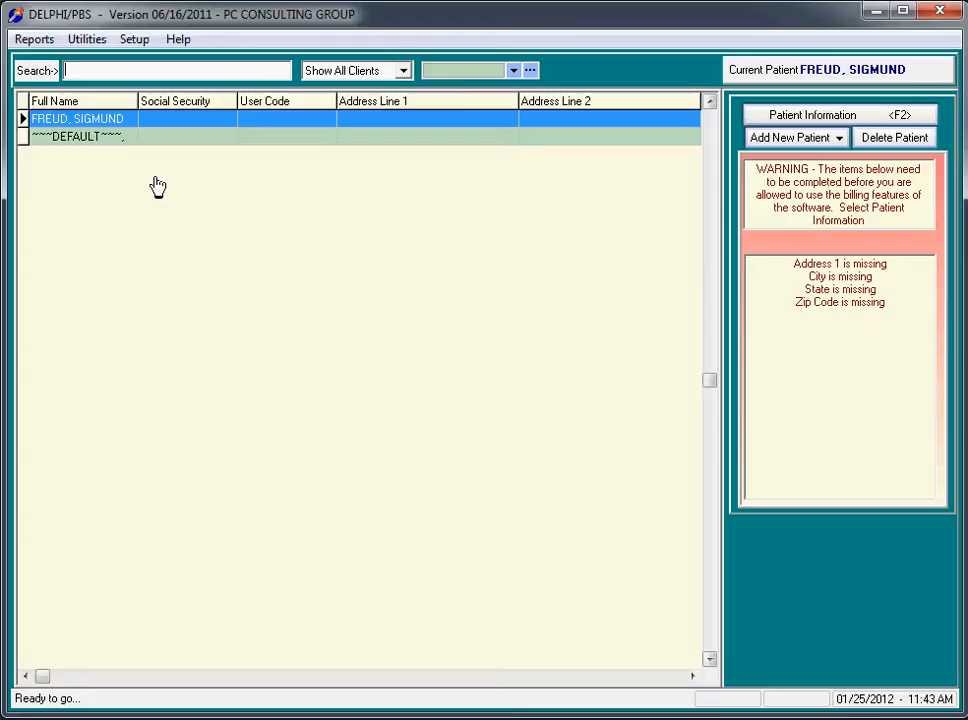 DELPHI/PBS - Version 06/16/2011 - PC CONSULTING GROUP
Reports Utilities Setup Help
Search-> Show All Clients Current Patient FREUD, SIGMUND
Full Name Social Security User Code Address Line 1 Address Line 2
FREUD, SIGMUND
~~~DEFAULT~~~,
Patient Information <F2>
Add New Patient Delete Patient
WARNING - The items below need
to be completed before you are
allowed to use the billing features of
the software. Select Patient
Information
Address 1 is missing
City is missing
State is missing
Zip Code is missing
Ready to go... 01/25/2012 - 11:43 AM